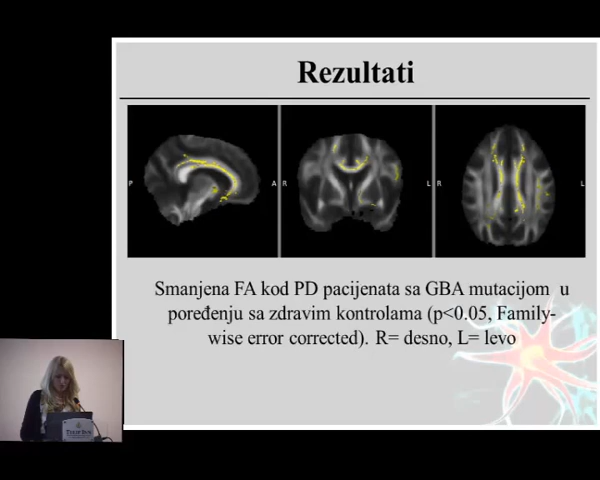 Rezultati
P A R L R L
Smanjena FA kod PD pacijenata sa GBA mutacijom u
poređenju sa zdravim kontrolama (p<0.05, Family-
wise error corrected). R= desno, L= levo